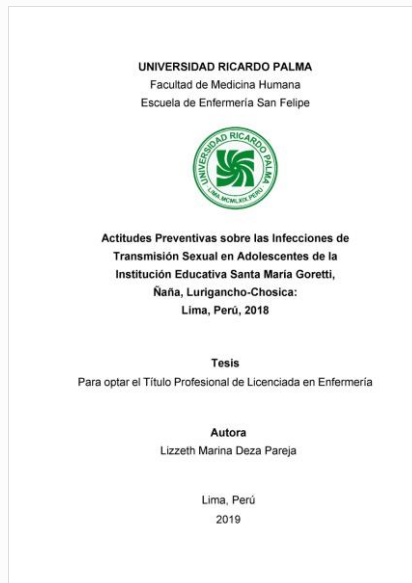 UNIVERSIDAD RICARDO PALMA
Facultad de Medicina Humana
Escuela de Enfermería San Felipe
UNIVERSIDAD RICARDO PALMA
LIMA.MCMLXIX.PERU
Actitudes Preventivas sobre las Infecciones de
Transmisión Sexual en Adolescentes de la
Institución Educativa Santa María Goretti,
Ñaña, Lurigancho-Chosica:
Lima, Perú, 2018
Tesis
Para optar el Título Profesional de Licenciada en Enfermería
Autora
Lizzeth Marina Deza Pareja
Lima, Perú
2019